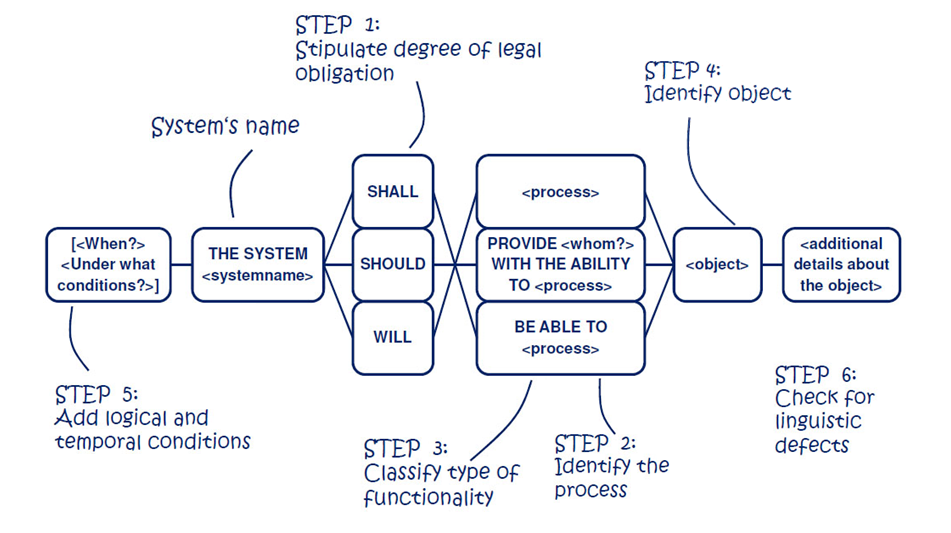 STEP 1:
Stipulate degree of legal
obligation
STEP 4:
Identify object
System's name
SHALL
<process>
[<When?>
<Under what
conditions?>]
THE SYSTEM
<systemname>
SHOULD
PROVIDE <whom?>
WITH THE ABILITY
TO <process>
<object>
<additional
details about
the object>
WILL
BE ABLE TO
<process>
STEP 5:
Add logical and
temporal conditions
STEP 3:
Classify type of
functionality
STEP 2:
Identify the
process
STEP 6:
Check for
linguistic
defects